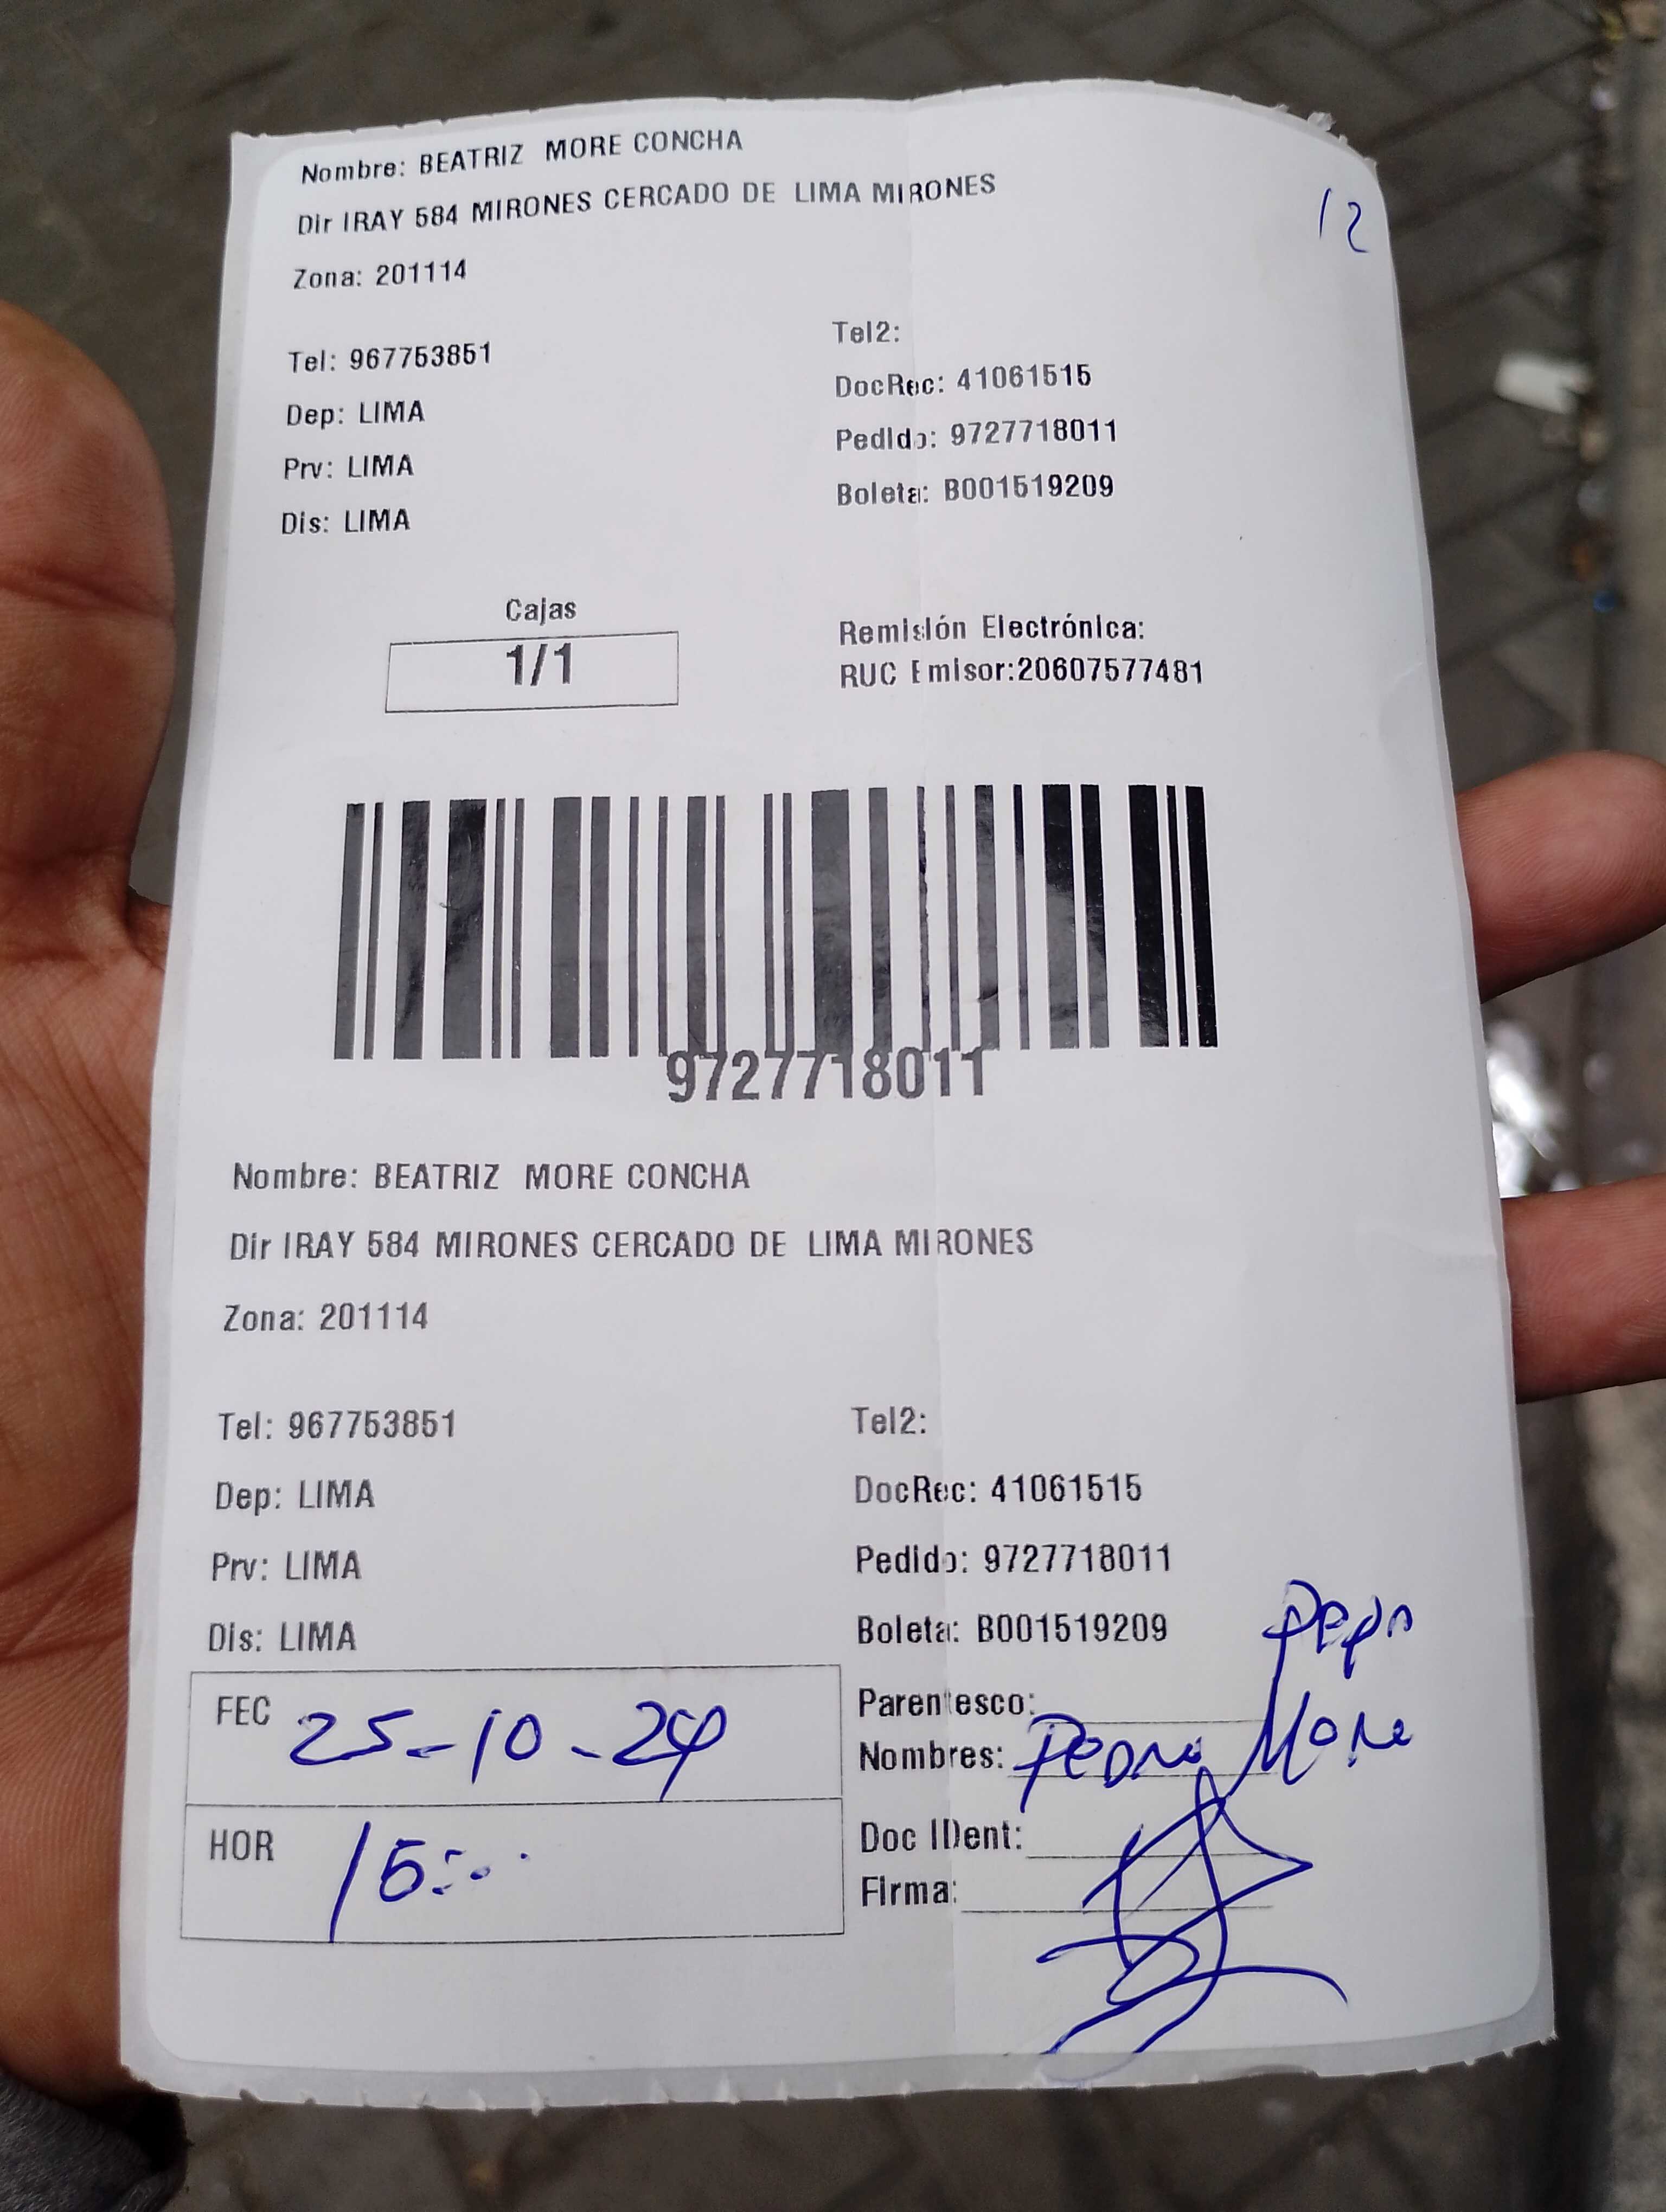 Nombre: BEATRIZ MORE CONCHA
Dir IRAY 584 MIRONES CERCADO DE LIMA MIRONES
12
Zona: 201114
Tel: 967753851
Tel2:
Dep: LIMA
DocRec: 41061515
Prv: LIMA
Pedido: 9727718011
Dis: LIMA
Boleta: B001519209
Cajas
1/1
Remisión Electrónica:
RUC Emisor:20607577481
9727718011
Nombre: BEATRIZ MORE CONCHA
Dir IRAY 584 MIRONES CERCADO DE LIMA MIRONES
Zona: 201114
Tel: 967753851
Tel2:
Dep: LIMA
DocRec: 41061515
Prv: LIMA
Pedido: 9727718011
Dis: LIMA
Boleta: B001519209
FEC 25-10-24
Parentesco:
Nombres: Pedro More
HOR
Doc IDent:
Firma: